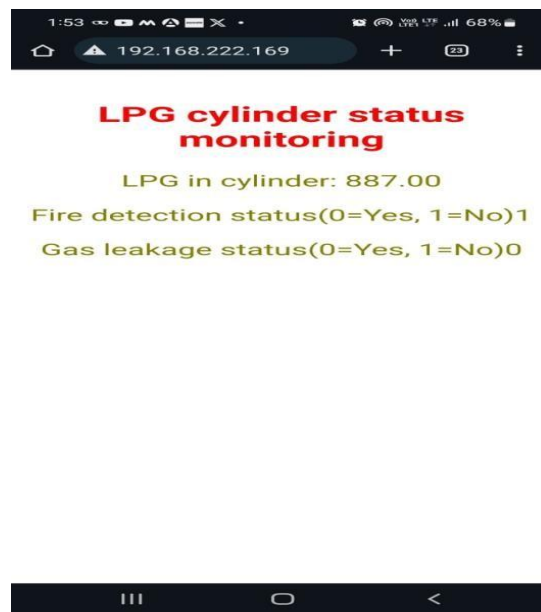 1:53
68%
192.168.222.169
23
LPG cylinder status
monitoring
LPG in cylinder: 887.00
Fire detection status(0=Yes, 1=No)1
Gas leakage status(0=Yes, 1=No)0